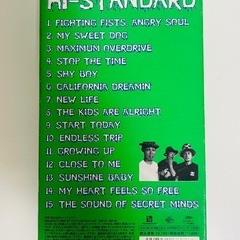 HI-STANDARD
1. FIGHTING FISTS, ANGRY SOUL
2. MY SWEET DOG
3. MAXIMUM OVERDRIVE
4. STOP THE TIME
5. SHY BOY
6. CALIFORNIA DREAMIN
7. NEW LIFE
8. THE KIDS ARE ALRIGHT
9. START TODAY
10. ENDLESS TRIP
11. GROWING UP
12. CLOSE TO ME
13. SUNSHINE BABY
14. MY HEART FEELS SO FREE
15. THE SOUND OF SECRET MINDS